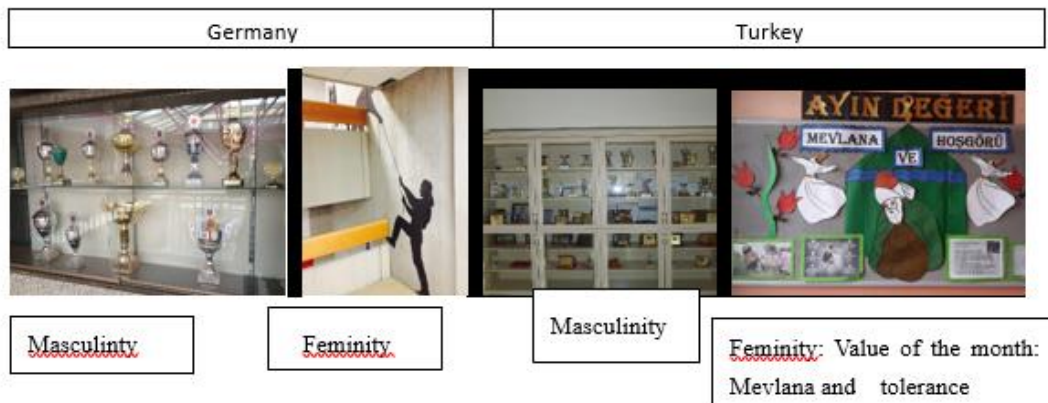 Germany
Turkey
AYIN DEĞERİ
MEVLANA
VE
HOŞGÖRÜ
Masculinty
Feminity
Masculinity
Feminity: Value of the month:
Mevlana and tolerance